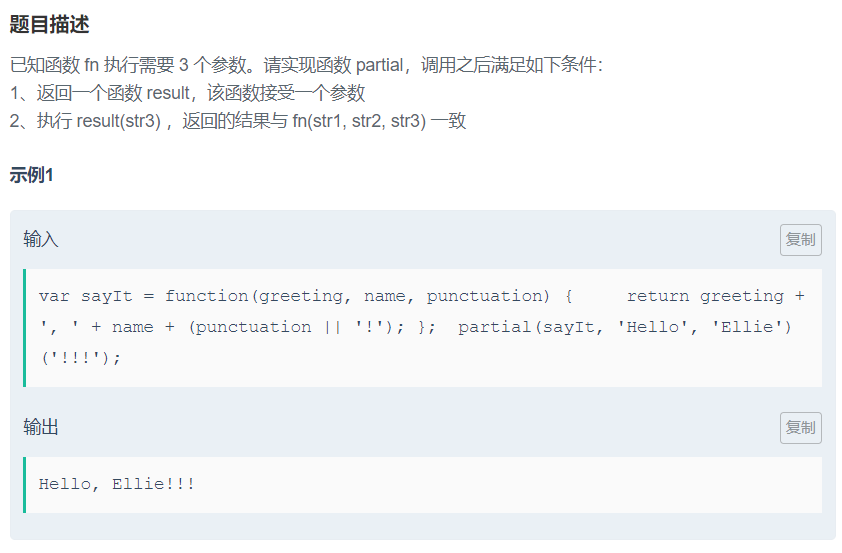 题目描述
已知函数 fn 执行需要 3 个参数。请实现函数 partial，调用之后满足如下条件：
1、返回一个函数 result，该函数接受一个参数
2、执行 result(str3) ，返回的结果与 fn(str1, str2, str3) 一致
示例1
输入
复制
var sayIt = function(greeting, name, punctuation) {     return greeting +
', ' + name + (punctuation || '!'); };  partial(sayIt, 'Hello', 'Ellie')
('!!!');
输出
复制
Hello, Ellie!!!